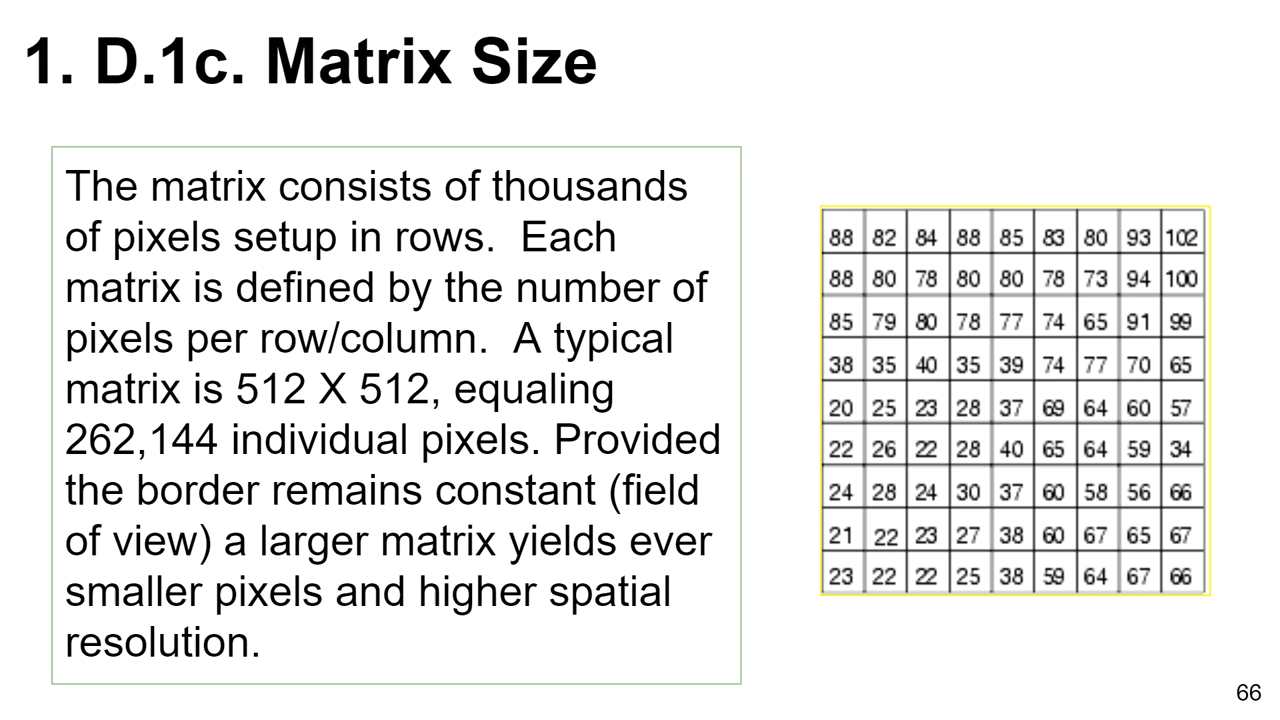 1. D.1c. Matrix Size
The matrix consists of thousands
of pixels setup in rows.  Each
matrix is defined by the number of
pixels per row/column.  A typical
matrix is 512 X 512, equaling
262,144 individual pixels. Provided
the border remains constant (field
of view) a larger matrix yields ever
smaller pixels and higher spatial
resolution.
88 82 84 88 85 83 80 93 102
88 80 78 80 80 78 73 94 100
85 79 80 78 77 74 65 91 99
38 35 40 35 39 74 77 70 65
20 25 23 28 37 69 64 60 57
22 26 22 28 40 65 64 59 34
24 28 24 30 37 60 58 56 66
21 22 23 27 38 60 67 65 67
23 22 22 25 38 59 64 67 66
66